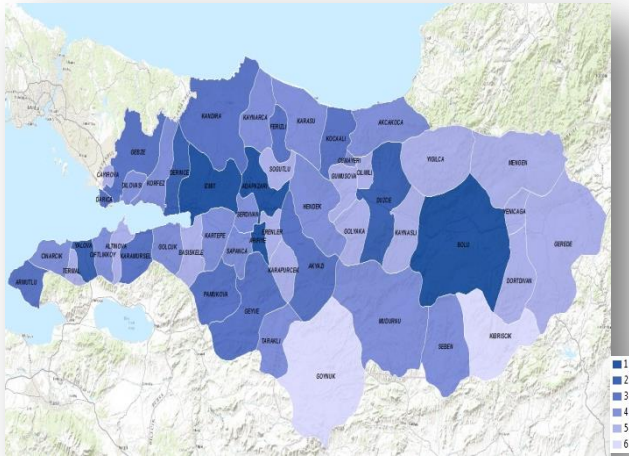 KANDIRA
KAYNARCA
FERIZLI
KARASU
KOCAALI
AKCAKOCA
GEBZE
CAYIROVA
DARICA
DILOVASI
KORFEZ
DERINCE
IZMIT
ADAPAZARI
SOGUTLU
GUMUSOVA
CILIMLI
YIGILCA
MENGEN
SERDIVAN
HENDEK
DUZCE
YENICAGA
GEREDE
GOLYAKA
KAYNASLI
BOLU
DORTDIVAN
CINARCIK
YALOVA
TERMAL
ARMUTLU
CIFTLIKKOY
ALTINOVA
KARAMURSEL
GOLCUK
BASISKELE
KARTEPE
SAPANCA
ARIFIYE
ERENLER
KARAPURCEK
AKYAZI
PAMUKOVA
GEYVE
TARAKLI
GOYNUK
MUDURNU
SEBEN
KIBRISCIK
1
2
3
4
5
6